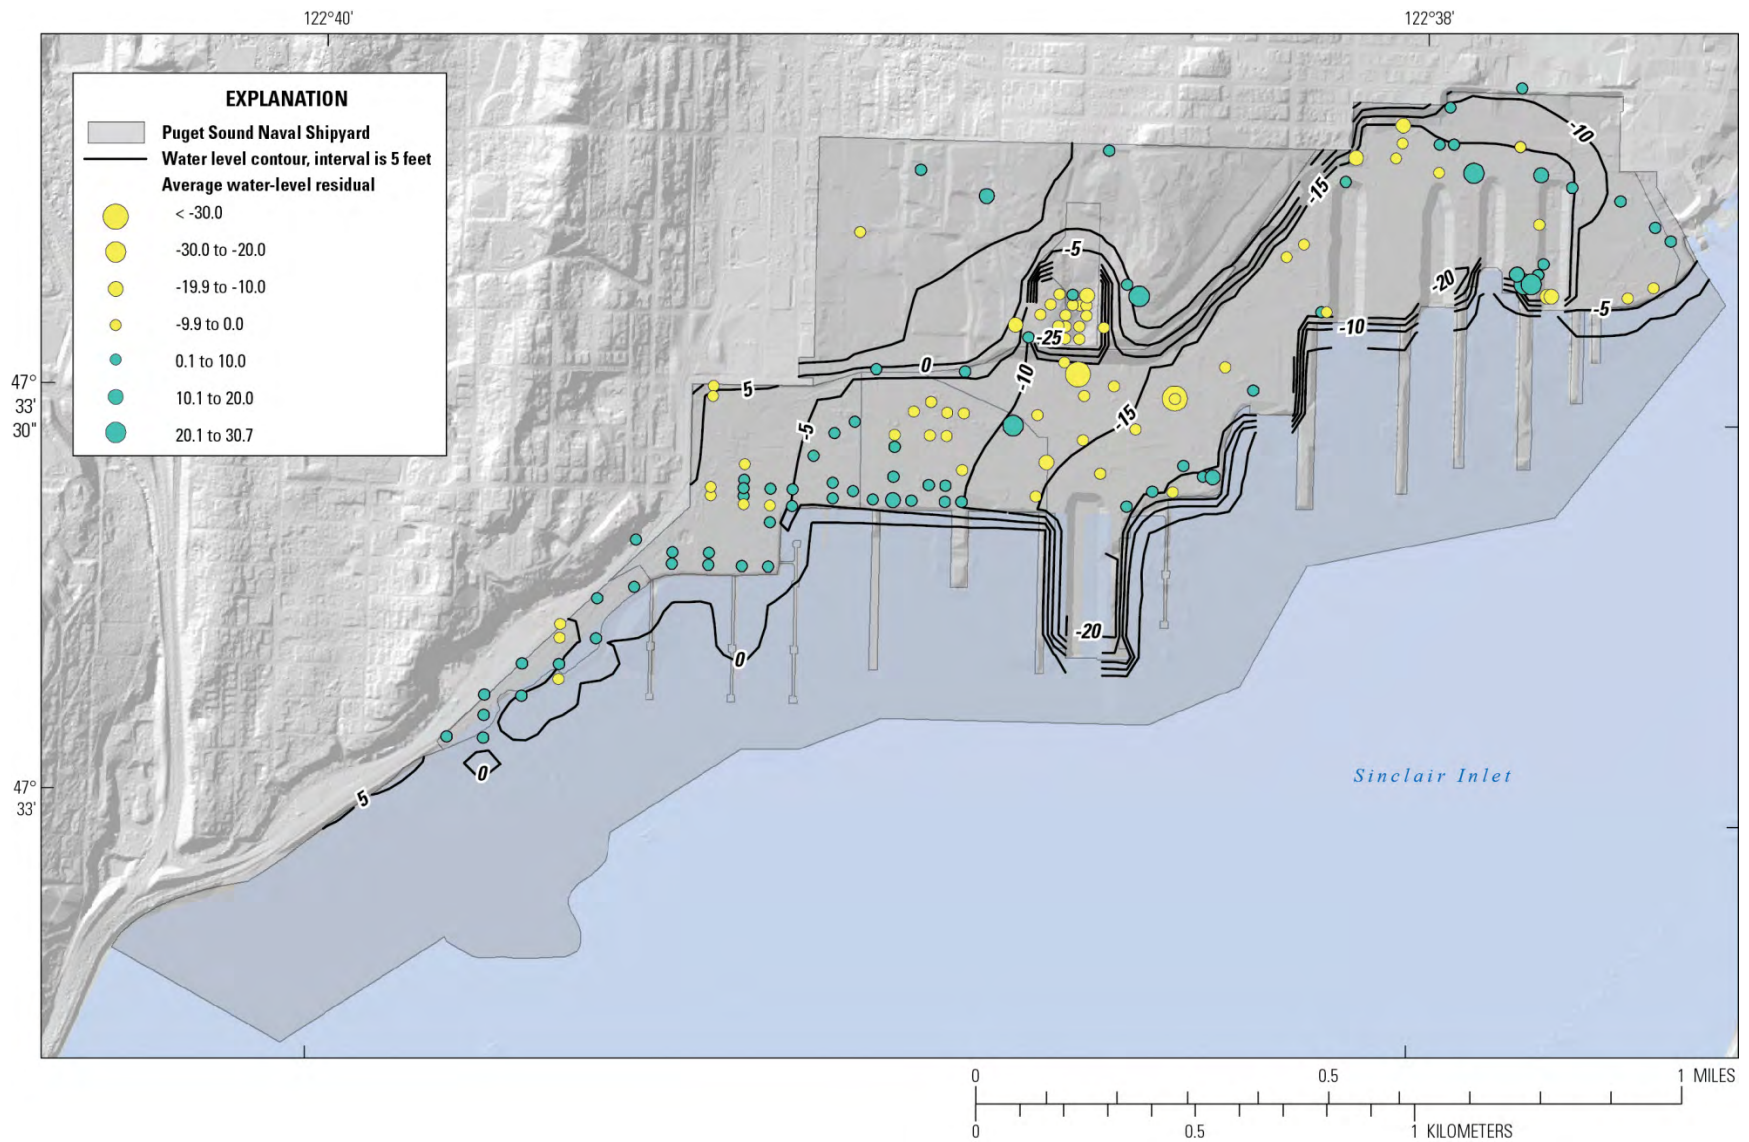 122°40'
122°38'
EXPLANATION
Puget Sound Naval Shipyard
Water level contour, interval is 5 feet
Average water-level residual
< -30.0
-30.0 to -20.0
-19.9 to -10.0
-9.9 to 0.0
0.1 to 10.0
10.1 to 20.0
20.1 to 30.7
-10
-15
-5
-20
-5
-25
-10
0
-10
5
-15
-5
47°
33'
30"
-20
0
0
5
Sinclair Inlet
47°
33'
0
0.5
1 MILES
0
0.5
1 KILOMETERS